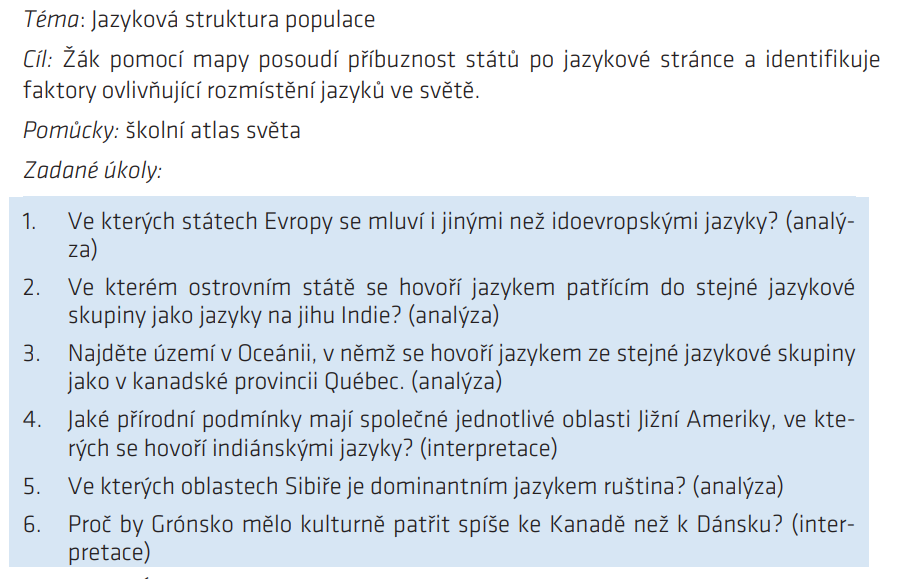 Téma: Jazyková struktura populace
Cíl: Žák pomocí mapy posoudí příbuznost států po jazykové stránce a identifikuje
faktory ovlivňující rozmístění jazyků ve světě.
Pomůcky: školní atlas světa
Zadané úkoly:
1. Ve kterých státech Evropy se mluví i jinými než idoevropskými jazyky? (analý-
za)
2. Ve kterém ostrovním státě se hovoří jazykem patřícím do stejné jazykové
skupiny jako jazyky na jihu Indie? (analýza)
3. Najděte území v Oceánii, v němž se hovoří jazykem ze stejné jazykové skupiny
jako v kanadské provincii Québec. (analýza)
4. Jaké přírodní podmínky mají společné jednotlivé oblasti Jižní Ameriky, ve kte-
rých se hovoří indiánskými jazyky? (interpretace)
5. Ve kterých oblastech Sibiře je dominantním jazykem ruština? (analýza)
6. Proč by Grónsko mělo kulturně patřit spíše ke Kanadě než k Dánsku? (inter-
pretace)